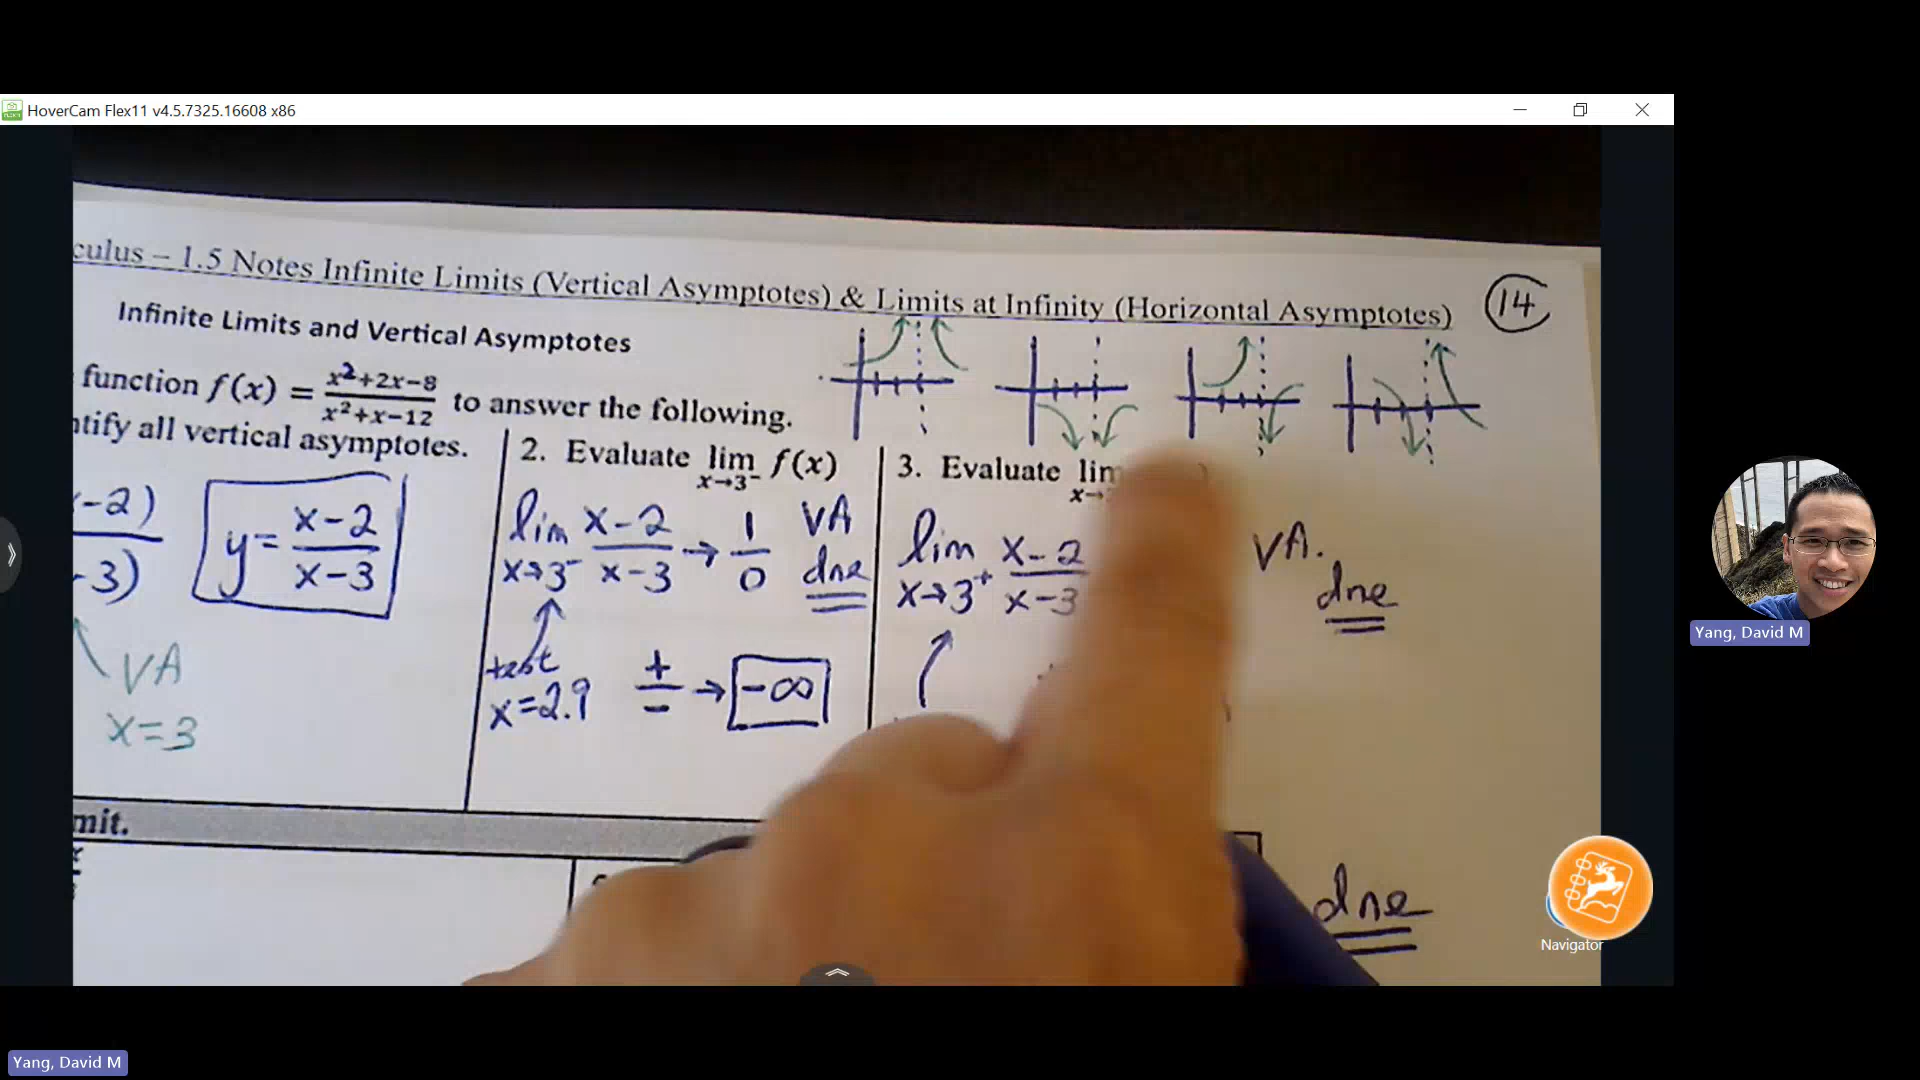 HoverCam Flex11 v4.5.7325.16608 x86
culus – 1.5 Notes Infinite Limits (Vertical Asymptotes) & Limits at Infinity (Horizontal Asymptotes)
14
Infinite Limits and Vertical Asymptotes
function f(x) = x²+2x−8 / x²+x−12 to answer the following.
ntify all vertical asymptotes.
-2)
-3)
y = x-2 / x-3
VA
x=3
2. Evaluate lim x→3⁻ f(x)
lim x→3⁻ x-2 / x-3 → 1/0 VA
dne
test
x=2.9 +/− → -∞
3. Evaluate lim
x→
lim x→3⁺ x-2 / x-3
VA.
dne
mit.
dne
Navigator
Yang, David M
Yang, David M